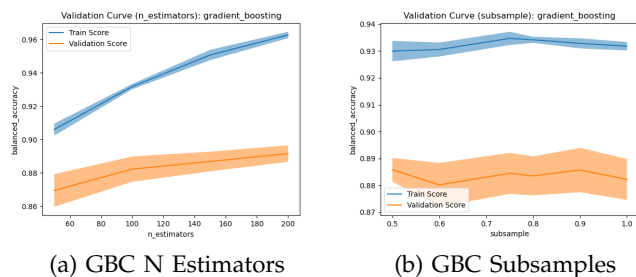 Validation Curve (n_estimators): gradient_boosting
Train Score
Validation Score
0.96
0.94
0.92
0.90
0.88
0.86
balanced_accuracy
60
80
100
120
140
160
180
200
n_estimators
(a) GBC N Estimators
Validation Curve (subsample): gradient_boosting
0.94
0.93
0.92
0.91
0.90
0.89
0.88
0.87
balanced_accuracy
Train Score
Validation Score
0.5
0.6
0.7
0.8
0.9
1.0
subsample
(b) GBC Subsamples